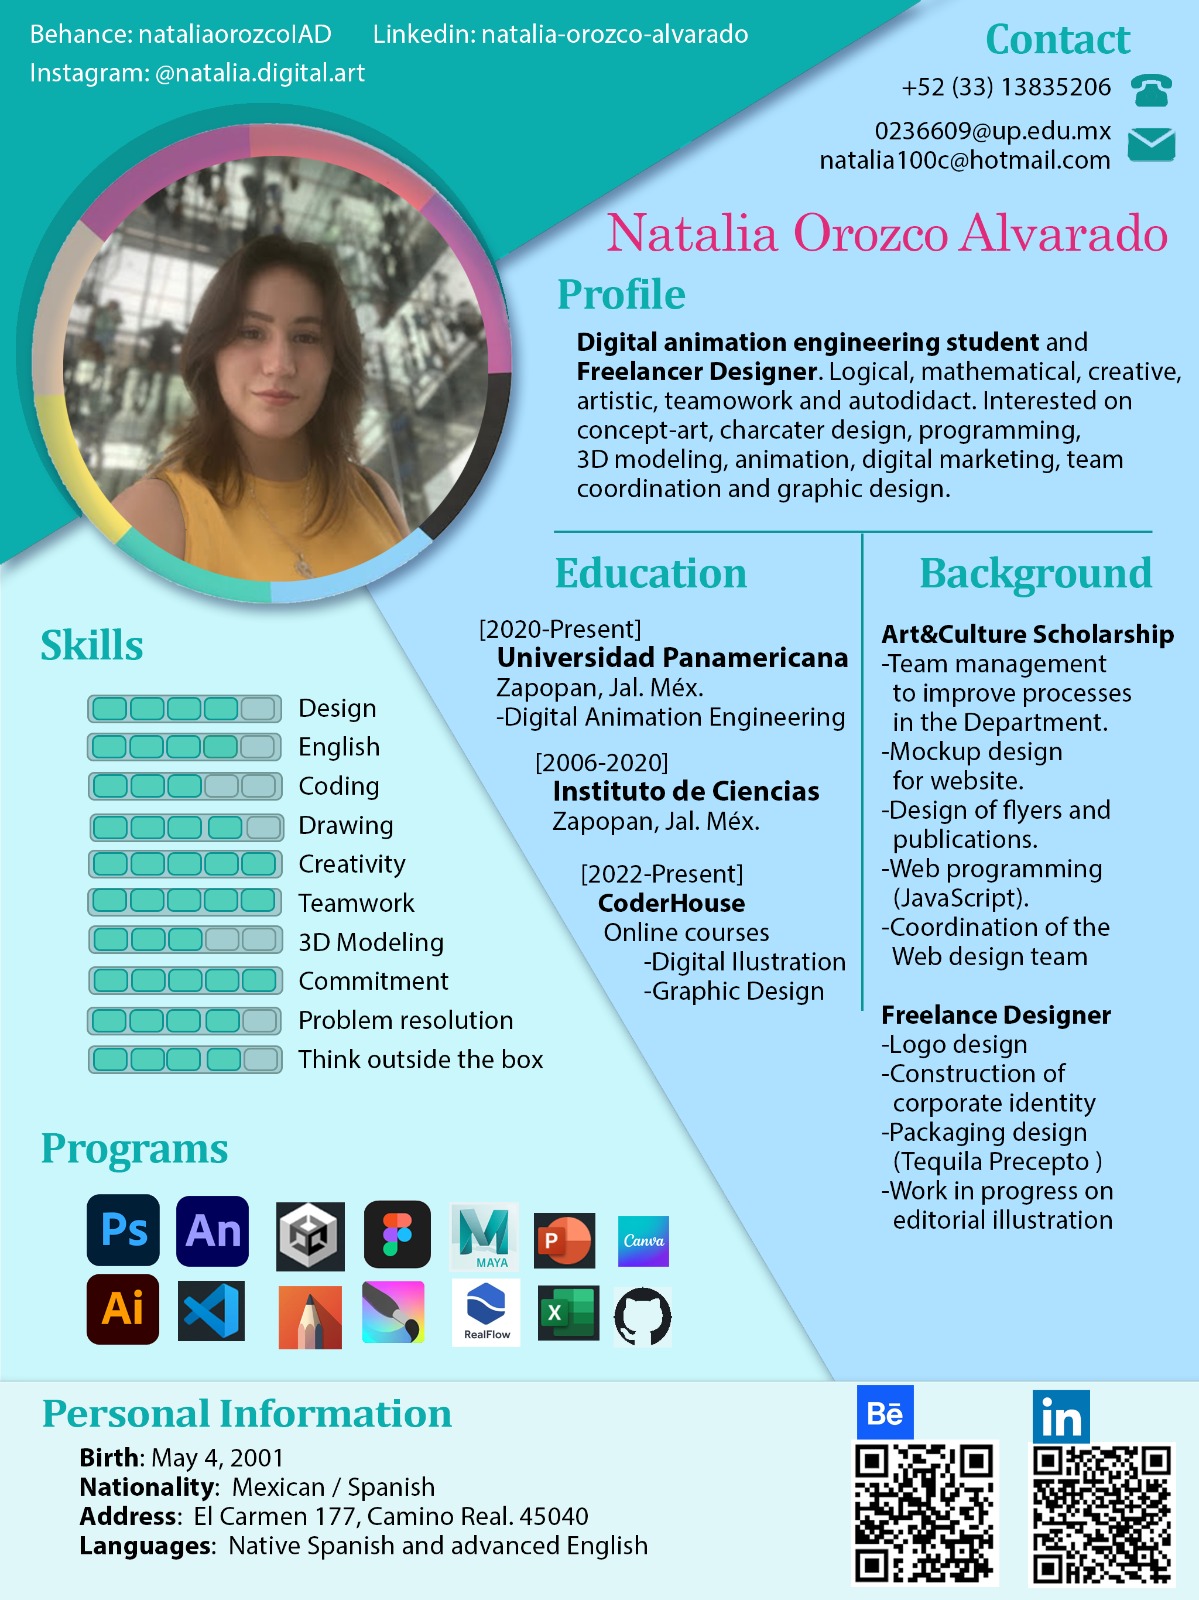 Behance: nataliaorozcoIAD Linkedin: natalia-orozco-alvarado
Instagram: @natalia.digital.art
Contact
+52 (33) 13835206
0236609@up.edu.mx
natalia100c@hotmail.com
Natalia Orozco Alvarado
Profile
Digital animation engineering student and
Freelancer Designer. Logical, mathematical, creative,
artistic, teamowork and autodidact. Interested on
concept-art, charcater design, programming,
3D modeling, animation, digital marketing, team
coordination and graphic design.
Education
[2020-Present]
Universidad Panamericana
Zapopan, Jal. Méx.
-Digital Animation Engineering
[2006-2020]
Instituto de Ciencias
Zapopan, Jal. Méx.
[2022-Present]
CoderHouse
Online courses
-Digital Ilustration
-Graphic Design
Background
Art&Culture Scholarship
-Team management
to improve processes
in the Department.
-Mockup design
for website.
-Design of flyers and
publications.
-Web programming
(JavaScript).
-Coordination of the
Web design team
Freelance Designer
-Logo design
-Construction of
corporate identity
-Packaging design
(Tequila Precepto )
-Work in progress on
editorial illustration
Skills
Design
English
Coding
Drawing
Creativity
Teamwork
3D Modeling
Commitment
Problem resolution
Think outside the box
Programs
Ps An M MAYA P Canva
Ai RealFlow X
Personal Information
Birth: May 4, 2001
Nationality: Mexican / Spanish
Address: El Carmen 177, Camino Real. 45040
Languages: Native Spanish and advanced English
Bē in